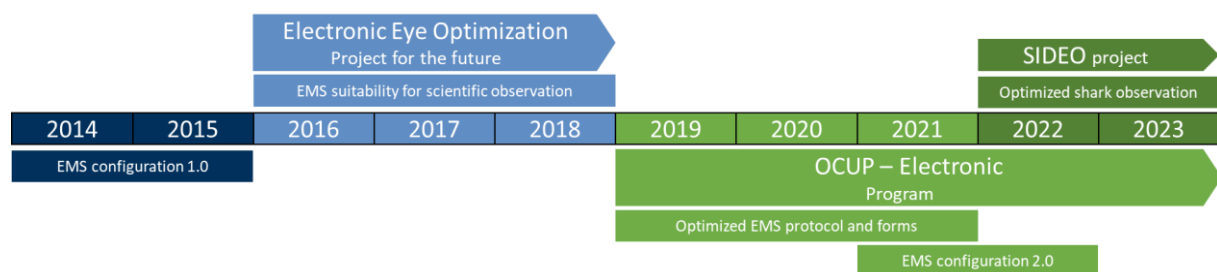 Electronic Eye Optimization
Project for the future
SIDEO project
EMS suitability for scientific observation
Optimized shark observation
2014 2015 2016 2017 2018 2019 2020 2021 2022 2023
EMS configuration 1.0
OCUP – Electronic
Program
Optimized EMS protocol and forms
EMS configuration 2.0